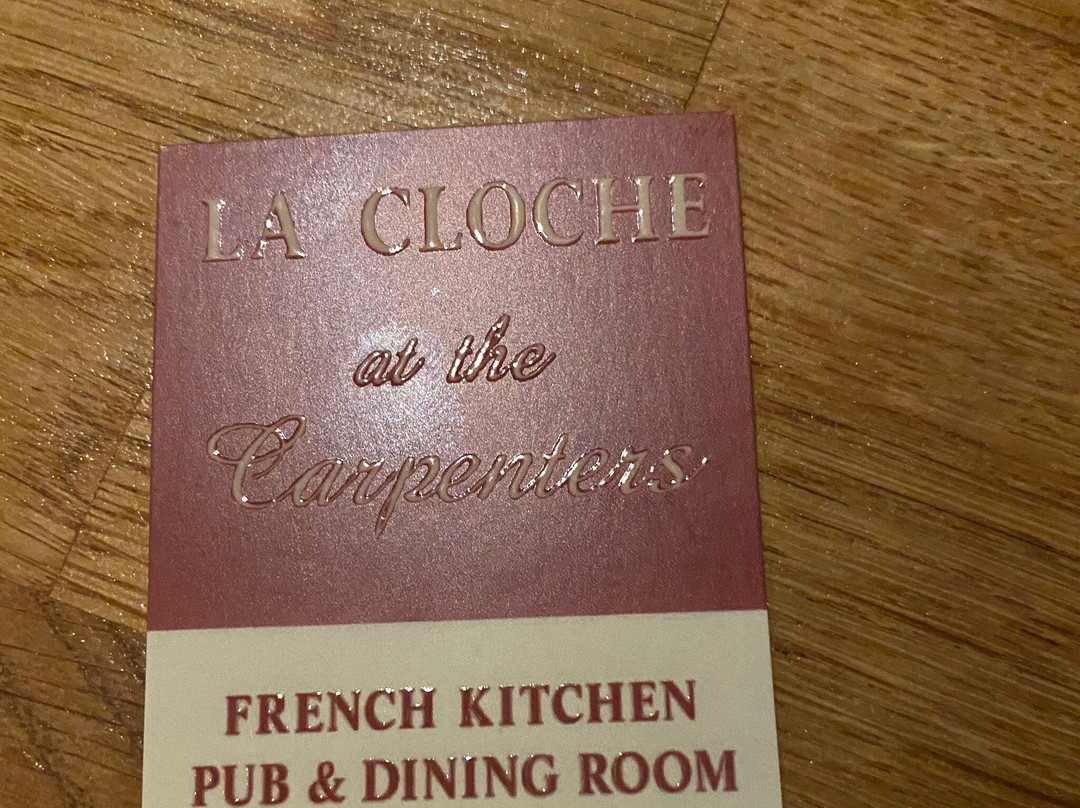 LA CLOCHE
at the
Carpenters
FRENCH KITCHEN
PUB & DINING ROOM